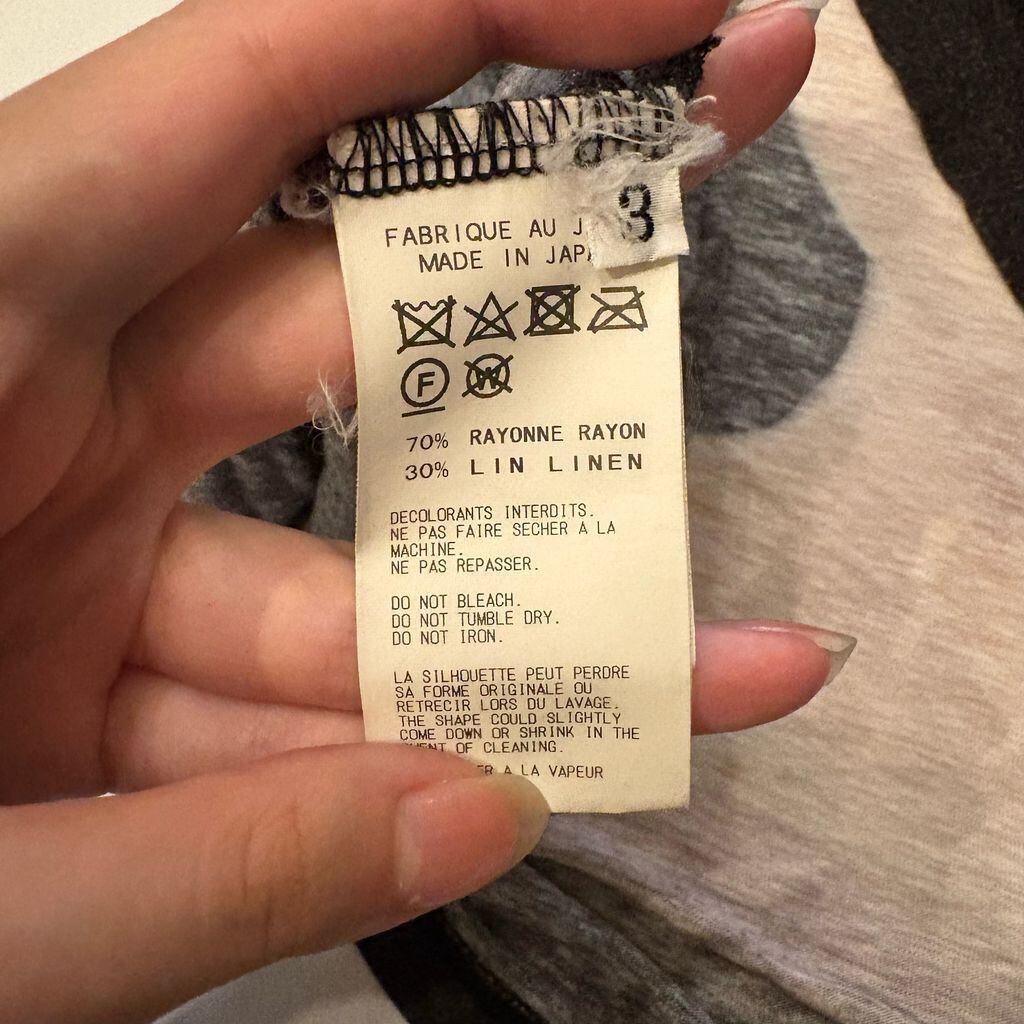 3
FABRIQUE AU
MADE IN
F
W
70% RAYONNE RAYON
30% LIN LINEN
DECOLORANTS INTERDITS.
NE PAS FAIRE SECHER A LA
MACHINE.
NE PAS REPASSER.
DO NOT BLEACH.
DO NOT TUMBLE DRY.
DO NOT IRON.
LA SILHOUETTE PEUT PERDRE
SA FORME ORIGINALE OU
RETRECIR LORS DU LAVAGE.
THE SHAPE COULD SLIGHTLY
COME DOWN OR SHRINK IN THE
OF CLEANING.
A LA VAPEUR